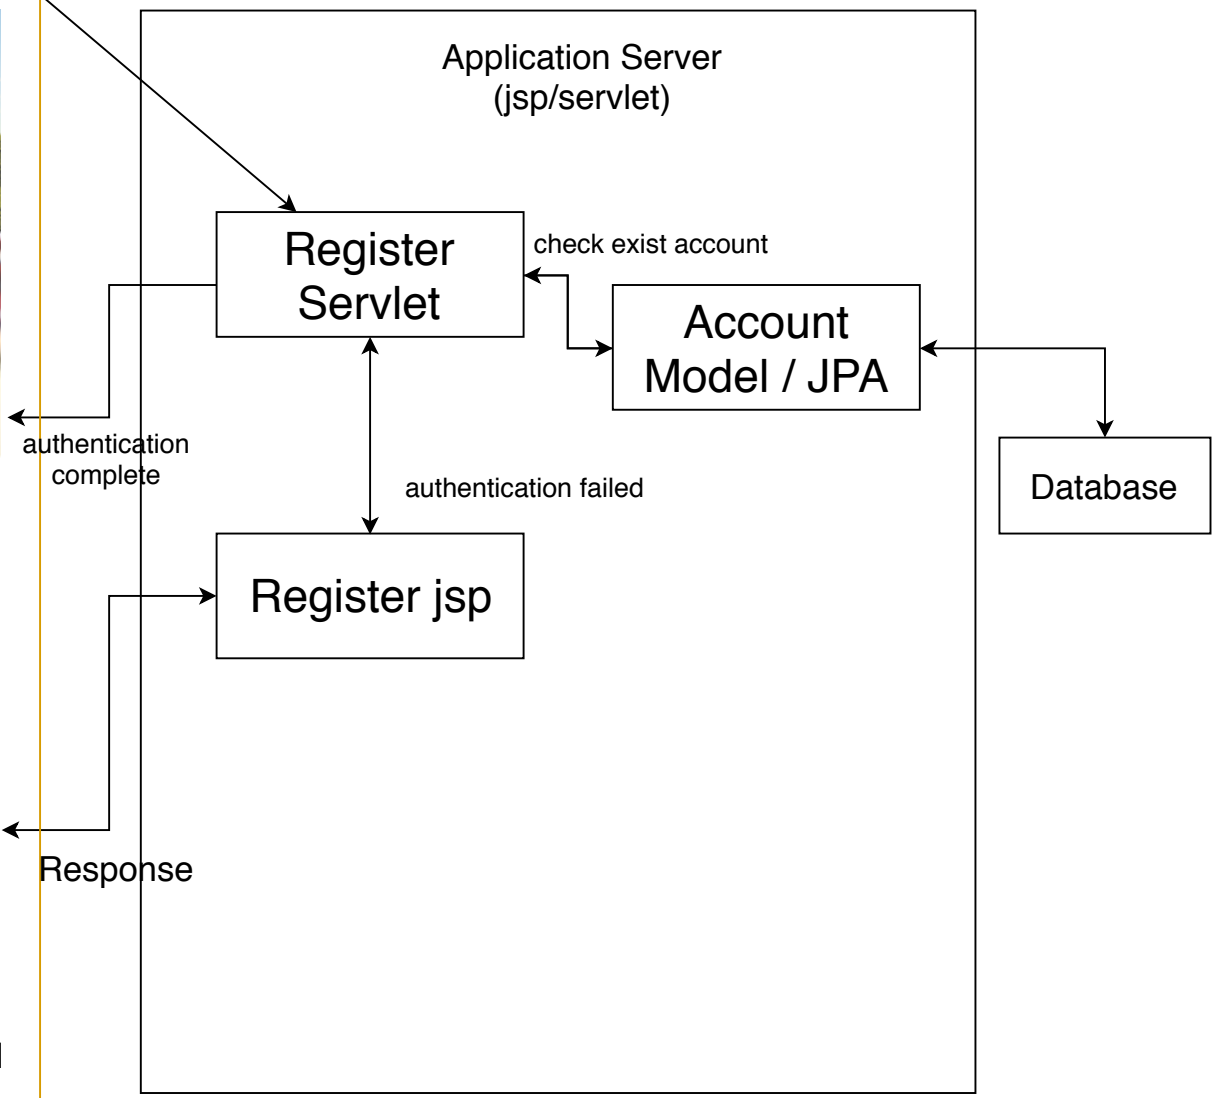 Application Server
(jsp/servlet)
Register
Servlet
check exist account
Account
Model / JPA
authentication
complete
authentication failed
Database
Register jsp
Response